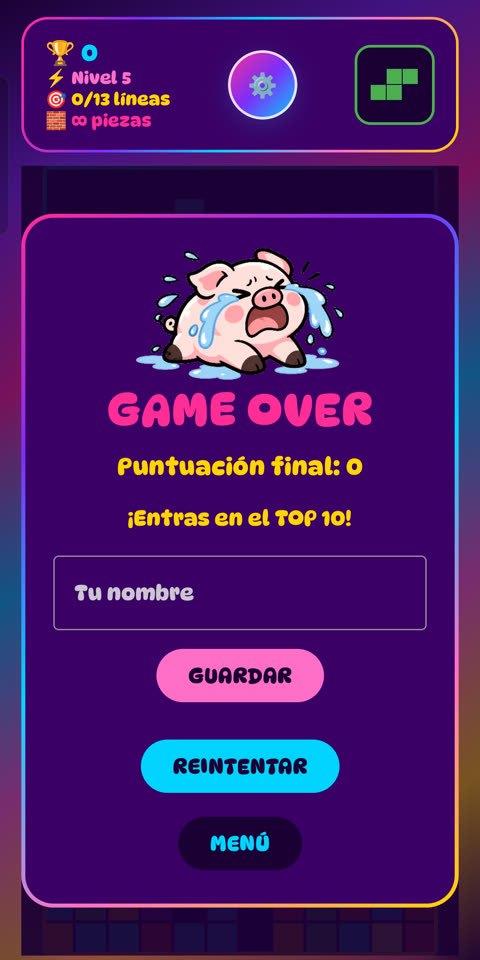 🏆 0
⚡ Nivel 5
🎯 0/13 líneas
🧱 ∞ piezas
GAME OVER
Puntuación final: 0
¡Entras en el TOP 10!
Tu nombre
GUARDAR
REINTENTAR
MENÚ